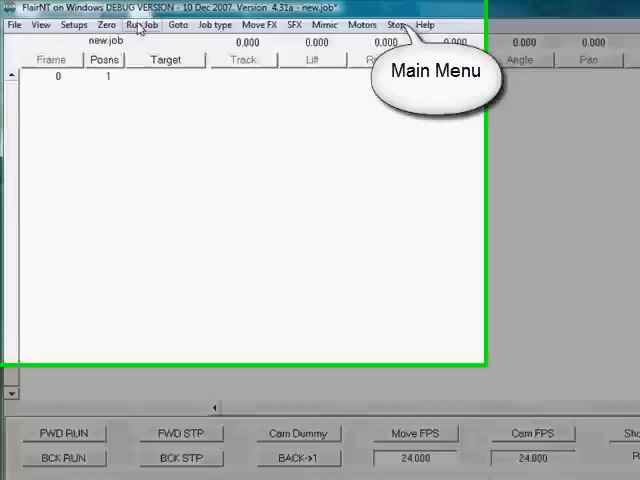 FlairNT on Windows DEBUG VERSION - 10 Dec 2007. Version 4.31a - new.job*
File View Setups Zero Run Job Goto Job type Move FX SFX Mimic Motors Stop Help
new.job 0.000 0.000 0.000 0.000 0.000 0.000
Frame Posns Target Track Lift Angle Pan
Main Menu
0 1
FWD RUN FWD STP Cam Dummy Move FPS Cam FPS
BCK RUN BCK STP BACK->1 24.000 24.000